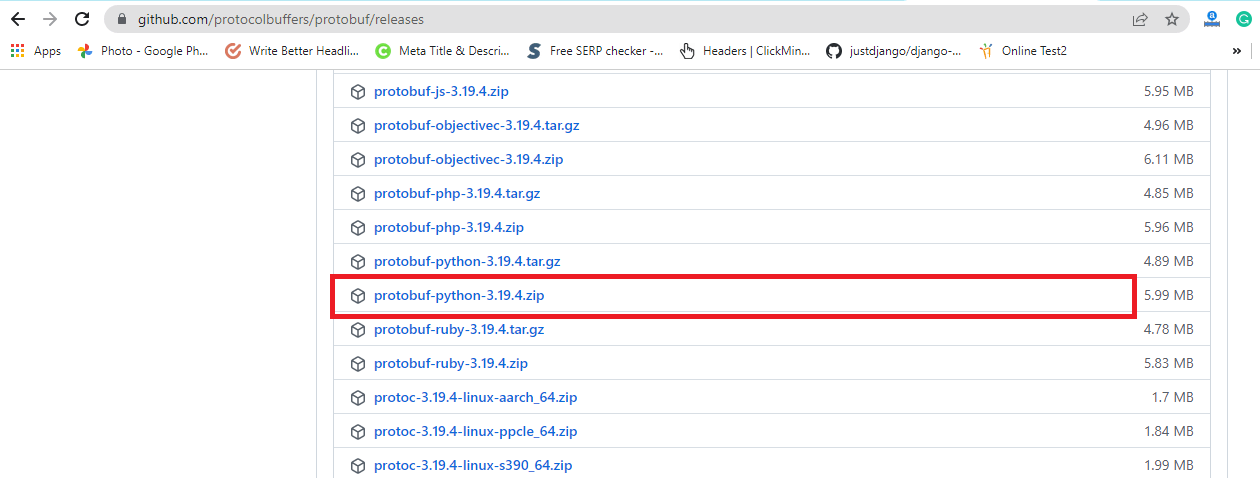 github.com/protocolbuffers/protobuf/releases
Apps Photo - Google Ph... Write Better Headli... Meta Title & Descri... Free SERP checker -... Headers | ClickMin... justdjango/django-... Online Test2 »
protobuf-js-3.19.4.zip 5.95 MB
protobuf-objectivec-3.19.4.tar.gz 4.96 MB
protobuf-objectivec-3.19.4.zip 6.11 MB
protobuf-php-3.19.4.tar.gz 4.85 MB
protobuf-php-3.19.4.zip 5.96 MB
protobuf-python-3.19.4.tar.gz 4.89 MB
protobuf-python-3.19.4.zip 5.99 MB
protobuf-ruby-3.19.4.tar.gz 4.78 MB
protobuf-ruby-3.19.4.zip 5.83 MB
protoc-3.19.4-linux-aarch_64.zip 1.7 MB
protoc-3.19.4-linux-ppcle_64.zip 1.84 MB
protoc-3.19.4-linux-s390_64.zip 1.99 MB